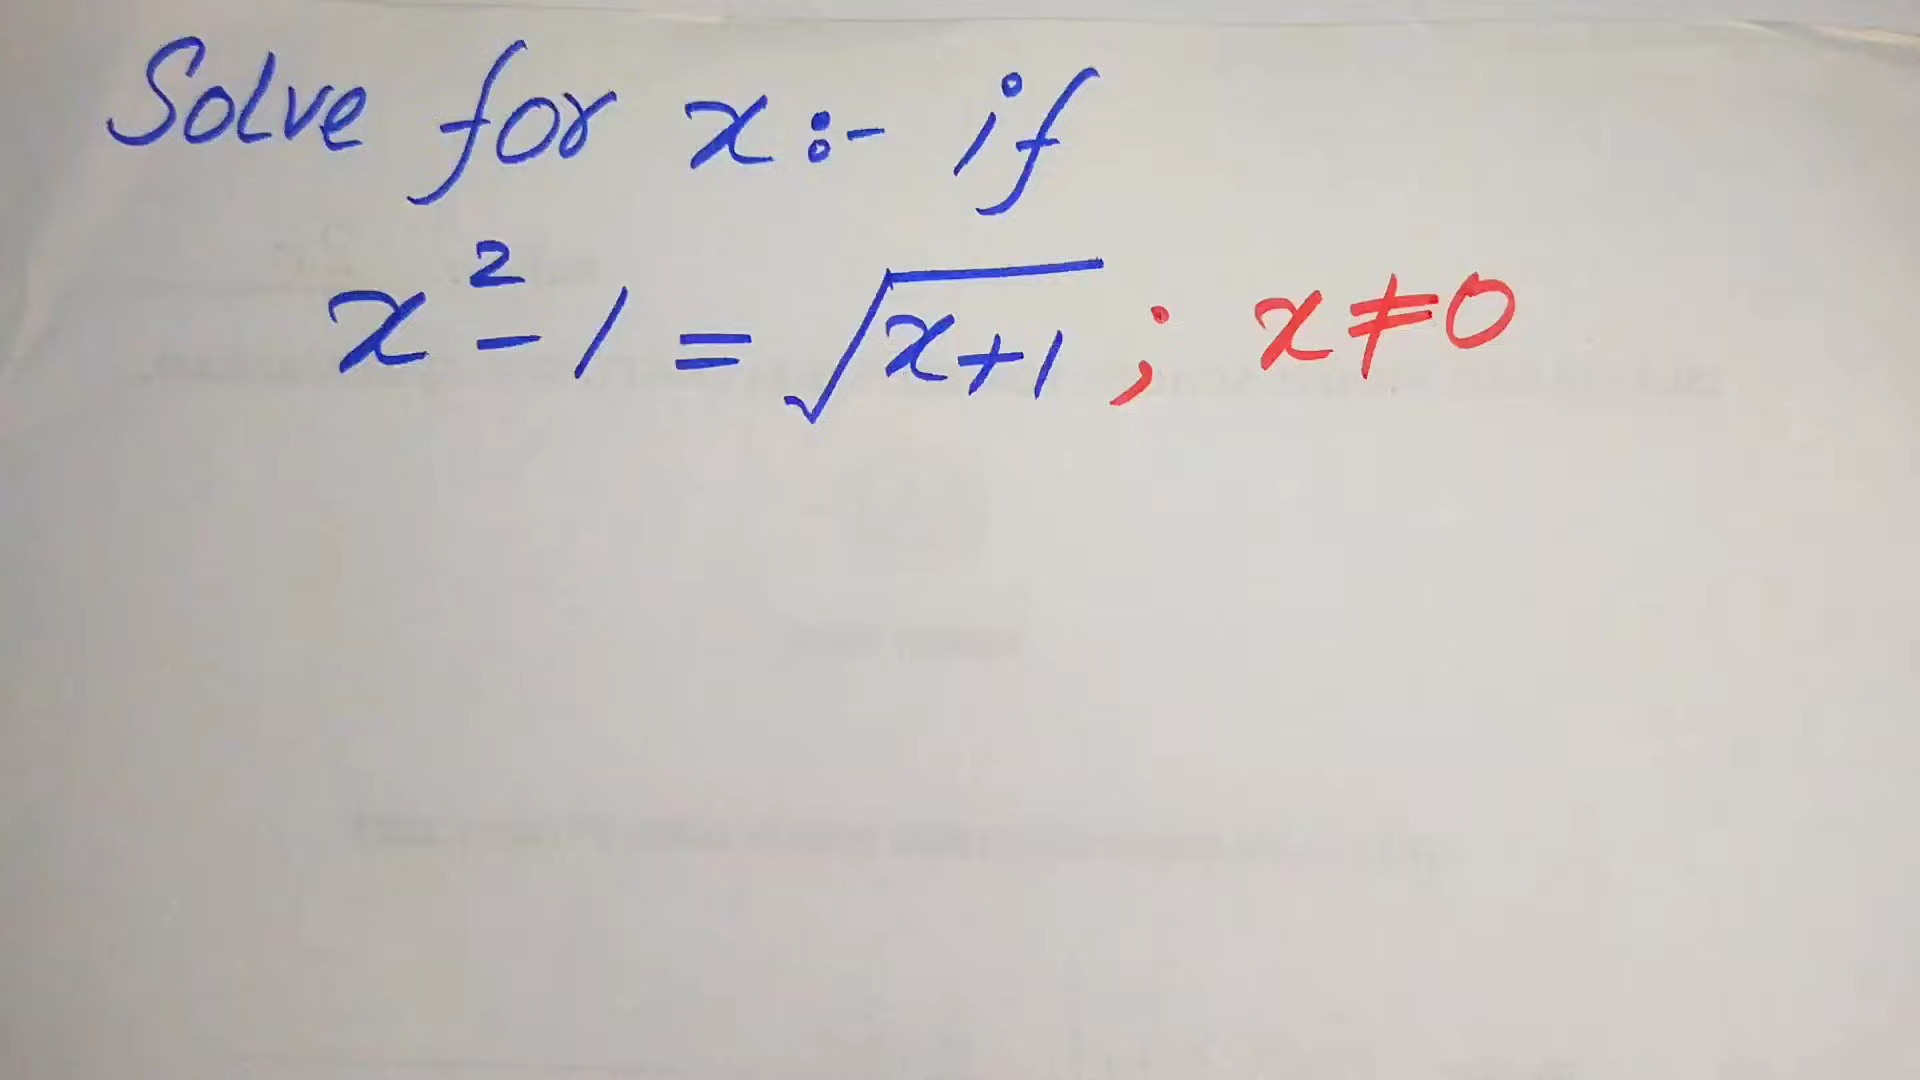 Solve for x :- if
x² - 1 = √(x+1) ; x ≠ 0